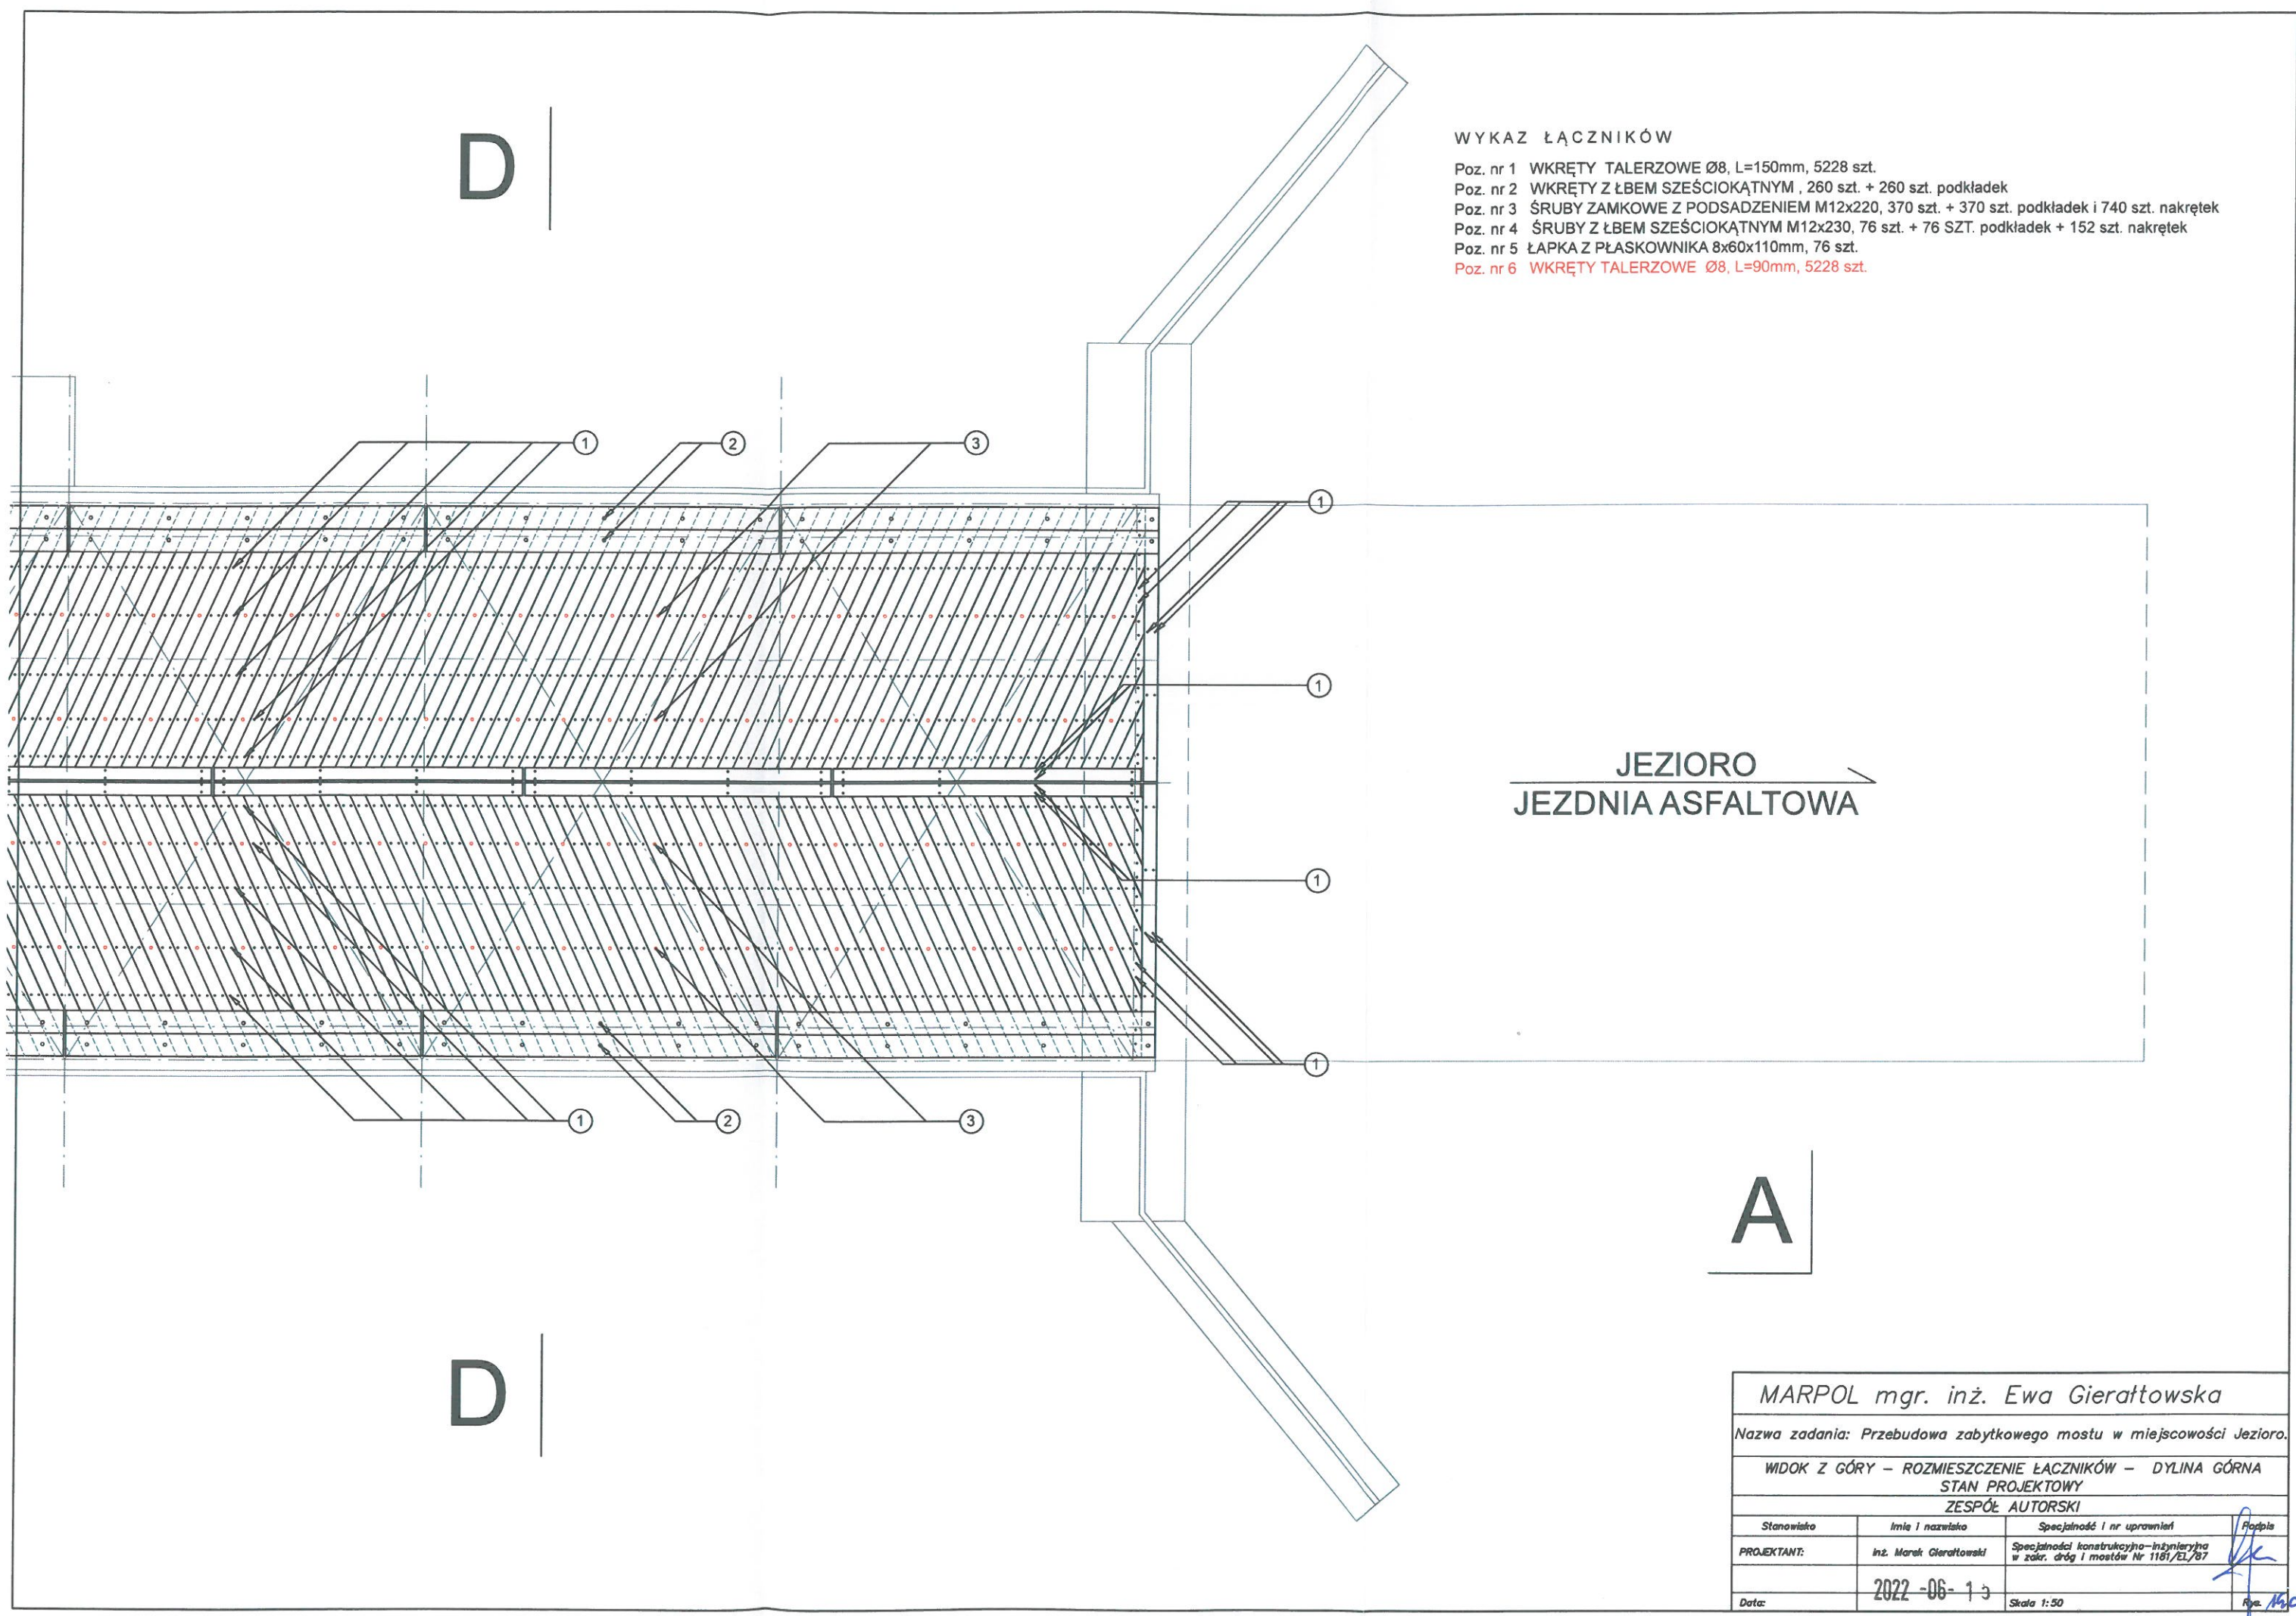 D
WYKAZ ŁĄCZNIKÓW
Poz. nr 1 WKRĘTY TALERZOWE Ø8, L=150mm, 5228 szt.
Poz. nr 2 WKRĘTY Z ŁBEM SZEŚCIOKĄTNYM , 260 szt. + 260 szt. podkładek
Poz. nr 3 ŚRUBY ZAMKOWE Z PODSADZENIEM M12x220, 370 szt. + 370 szt. podkładek i 740 szt. nakrętek
Poz. nr 4 ŚRUBY Z ŁBEM SZEŚCIOKĄTNYM M12x230, 76 szt. + 76 SZT. podkładek + 152 szt. nakrętek
Poz. nr 5 ŁAPKA Z PŁASKOWNIKA 8x60x110mm, 76 szt.
Poz. nr 6 WKRĘTY TALERZOWE Ø8, L=90mm, 5228 szt.
1 2 3
1
1
JEZIORO
JEZDNIA ASFALTOWA
1
1
1 2 3
A
D
MARPOL mgr. inż. Ewa Gierałtowska
Nazwa zadania: Przebudowa zabytkowego mostu w miejscowości Jezioro.
WIDOK Z GÓRY – ROZMIESZCZENIE ŁACZNIKÓW – DYLINA GÓRNA
STAN PROJEKTOWY
ZESPÓŁ AUTORSKI
Stanowisko Imię i nazwisko Specjalność i nr uprawnień Podpis
PROJEKTANT: inż. Marek Gierałtowski Specjalności konstrukcyjno-inżynieryjna
w zakr. dróg i mostów Nr 1181/EL/87
Data: 2022 -06- Skala 1:50 Rys.